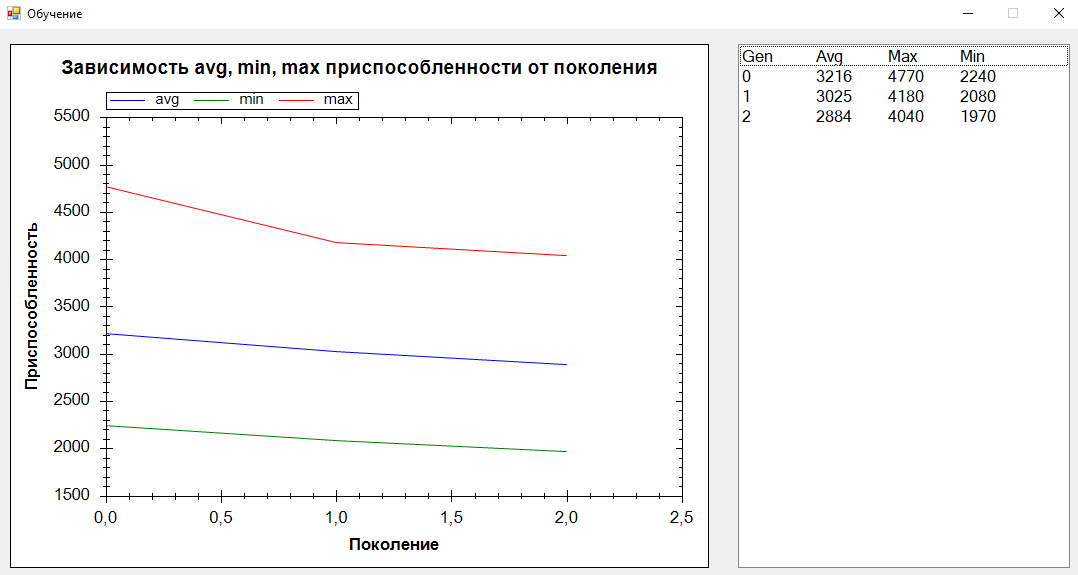 Обучение
Зависимость avg, min, max приспособленности от поколения
avg min max
5500
5000
4500
4000
3500
3000
2500
2000
1500
Приспособленность
0,0 0,5 1,0 1,5 2,0 2,5
Поколение
Gen Avg Max Min
0 3216 4770 2240
1 3025 4180 2080
2 2884 4040 1970